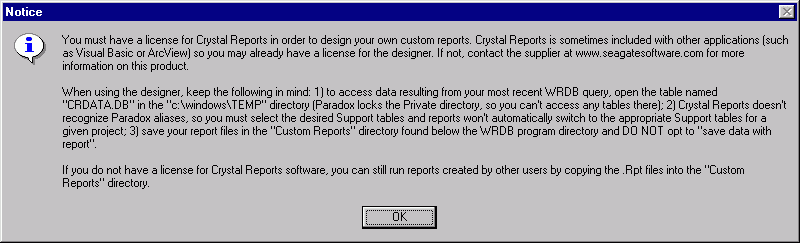 Notice
You must have a license for Crystal Reports in order to design your own custom reports. Crystal Reports is sometimes included with other applications (such
as Visual Basic or ArcView) so you may already have a license for the designer. If not, contact the supplier at www.seagatesoftware.com for more
information on this product.
When using the designer, keep the following in mind: 1) to access data resulting from your most recent WRDB query, open the table named
"CRDATA.DB" in the "c:\windows\TEMP" directory (Paradox locks the Private directory, so you can't access any tables there); 2) Crystal Reports doesn't
recognize Paradox aliases, so you must select the desired Support tables and reports won't automatically switch to the appropriate Support tables for a
given project; 3) save your report files in the "Custom Reports" directory found below the WRDB program directory and DO NOT opt to "save data with
report".
If you do not have a license for Crystal Reports software, you can still run reports created by other users by copying the .Rpt files into the "Custom
Reports" directory.
OK